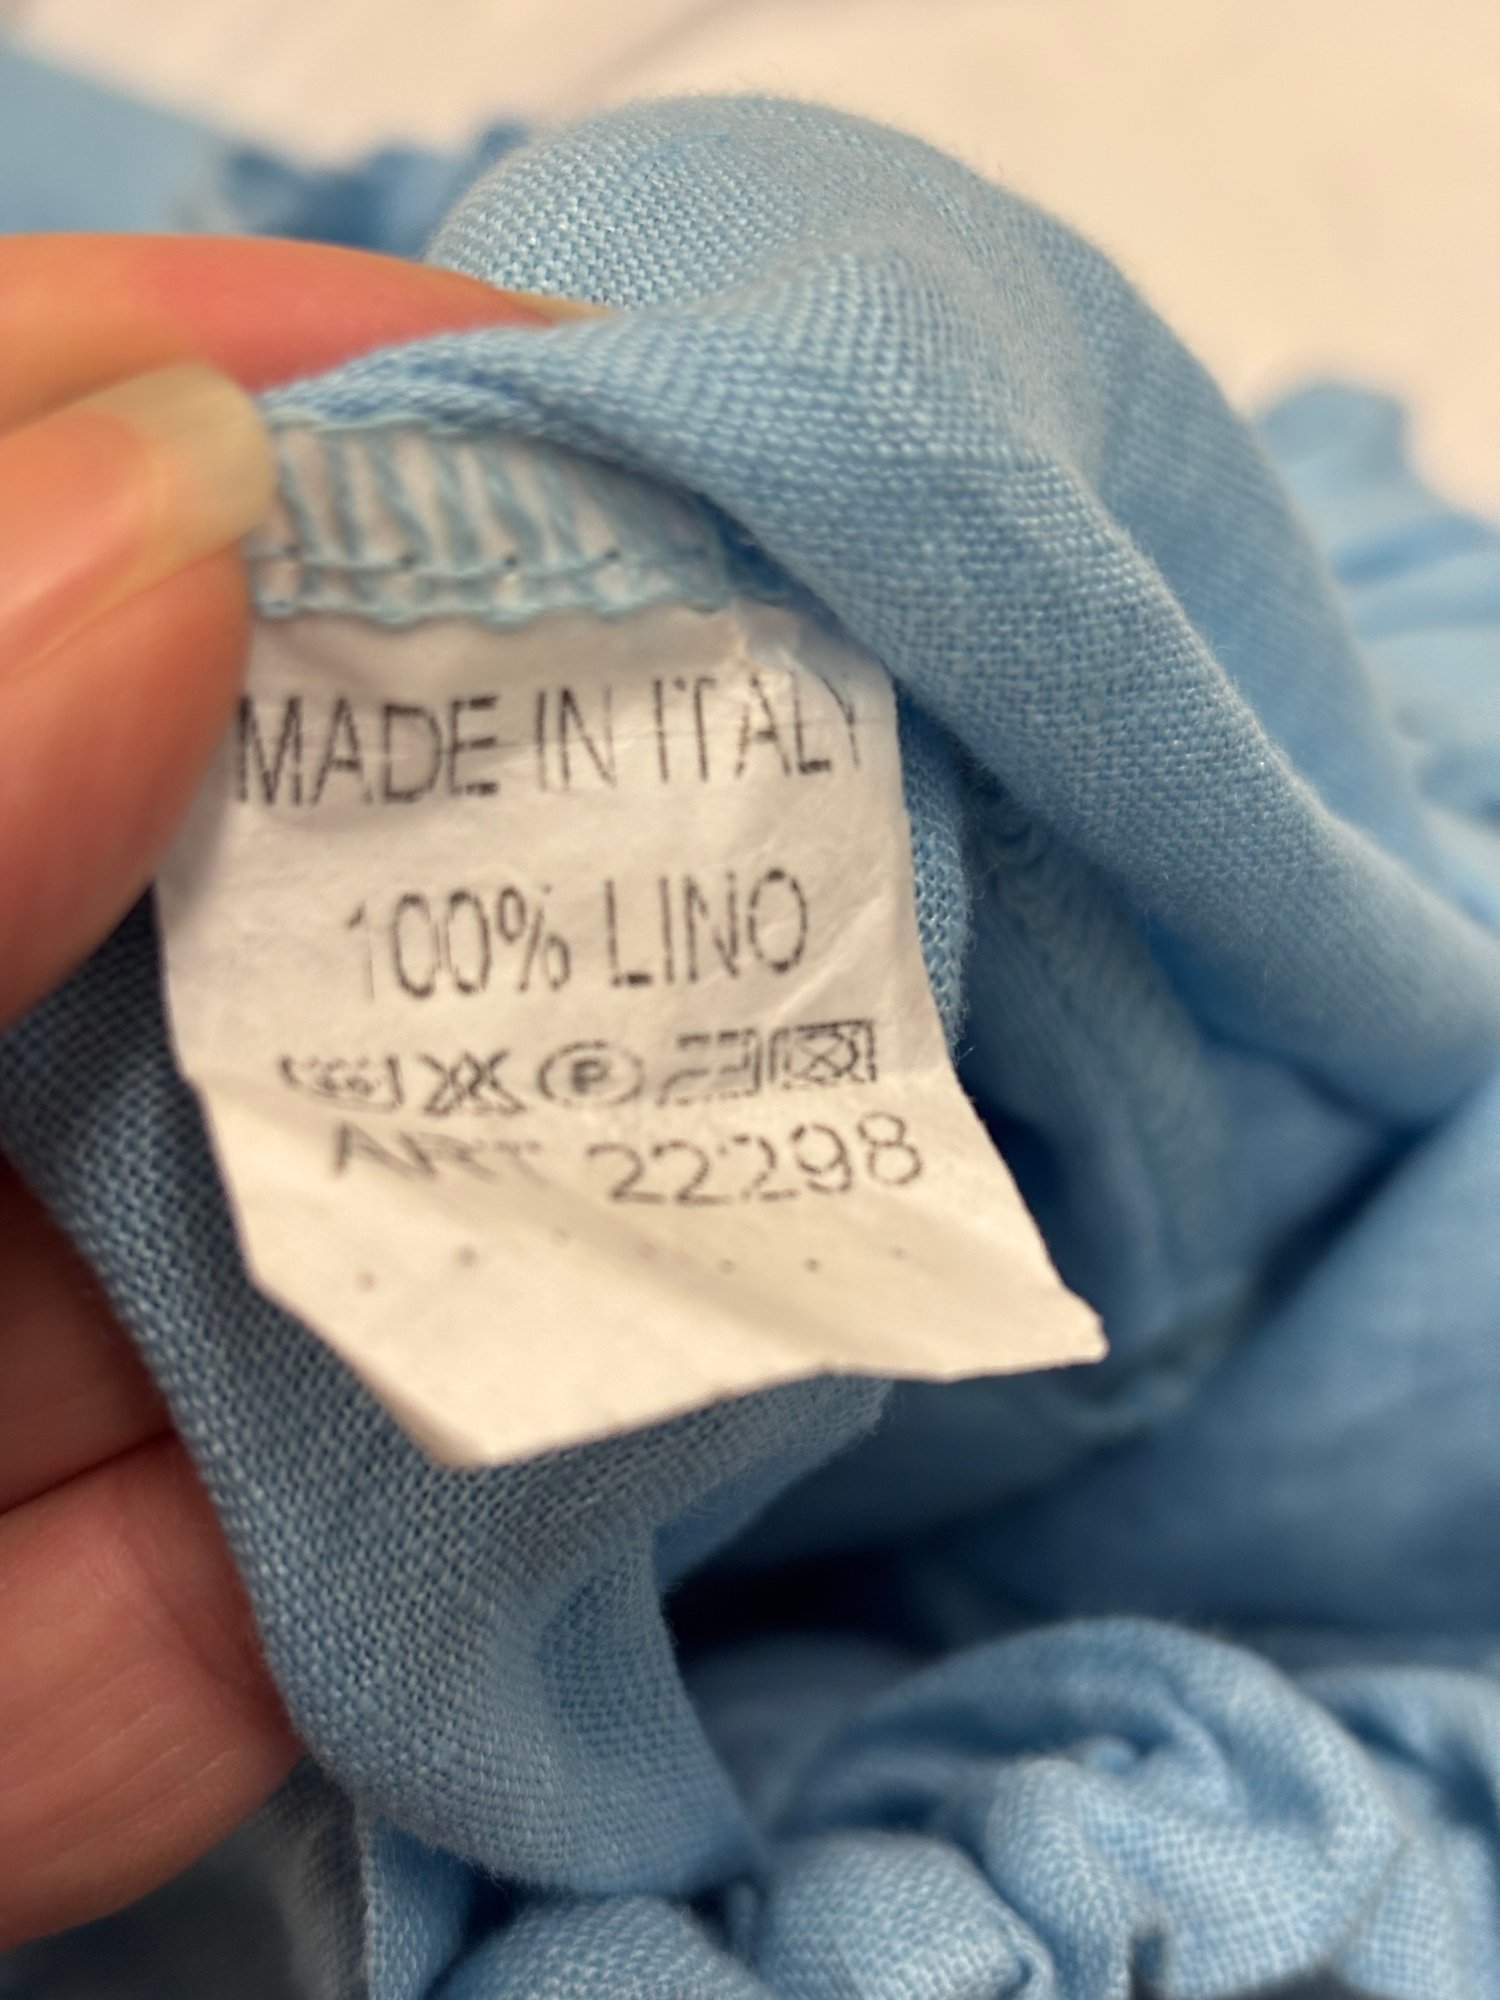 MADE IN ITALY
100% LINO
P
ART 22298